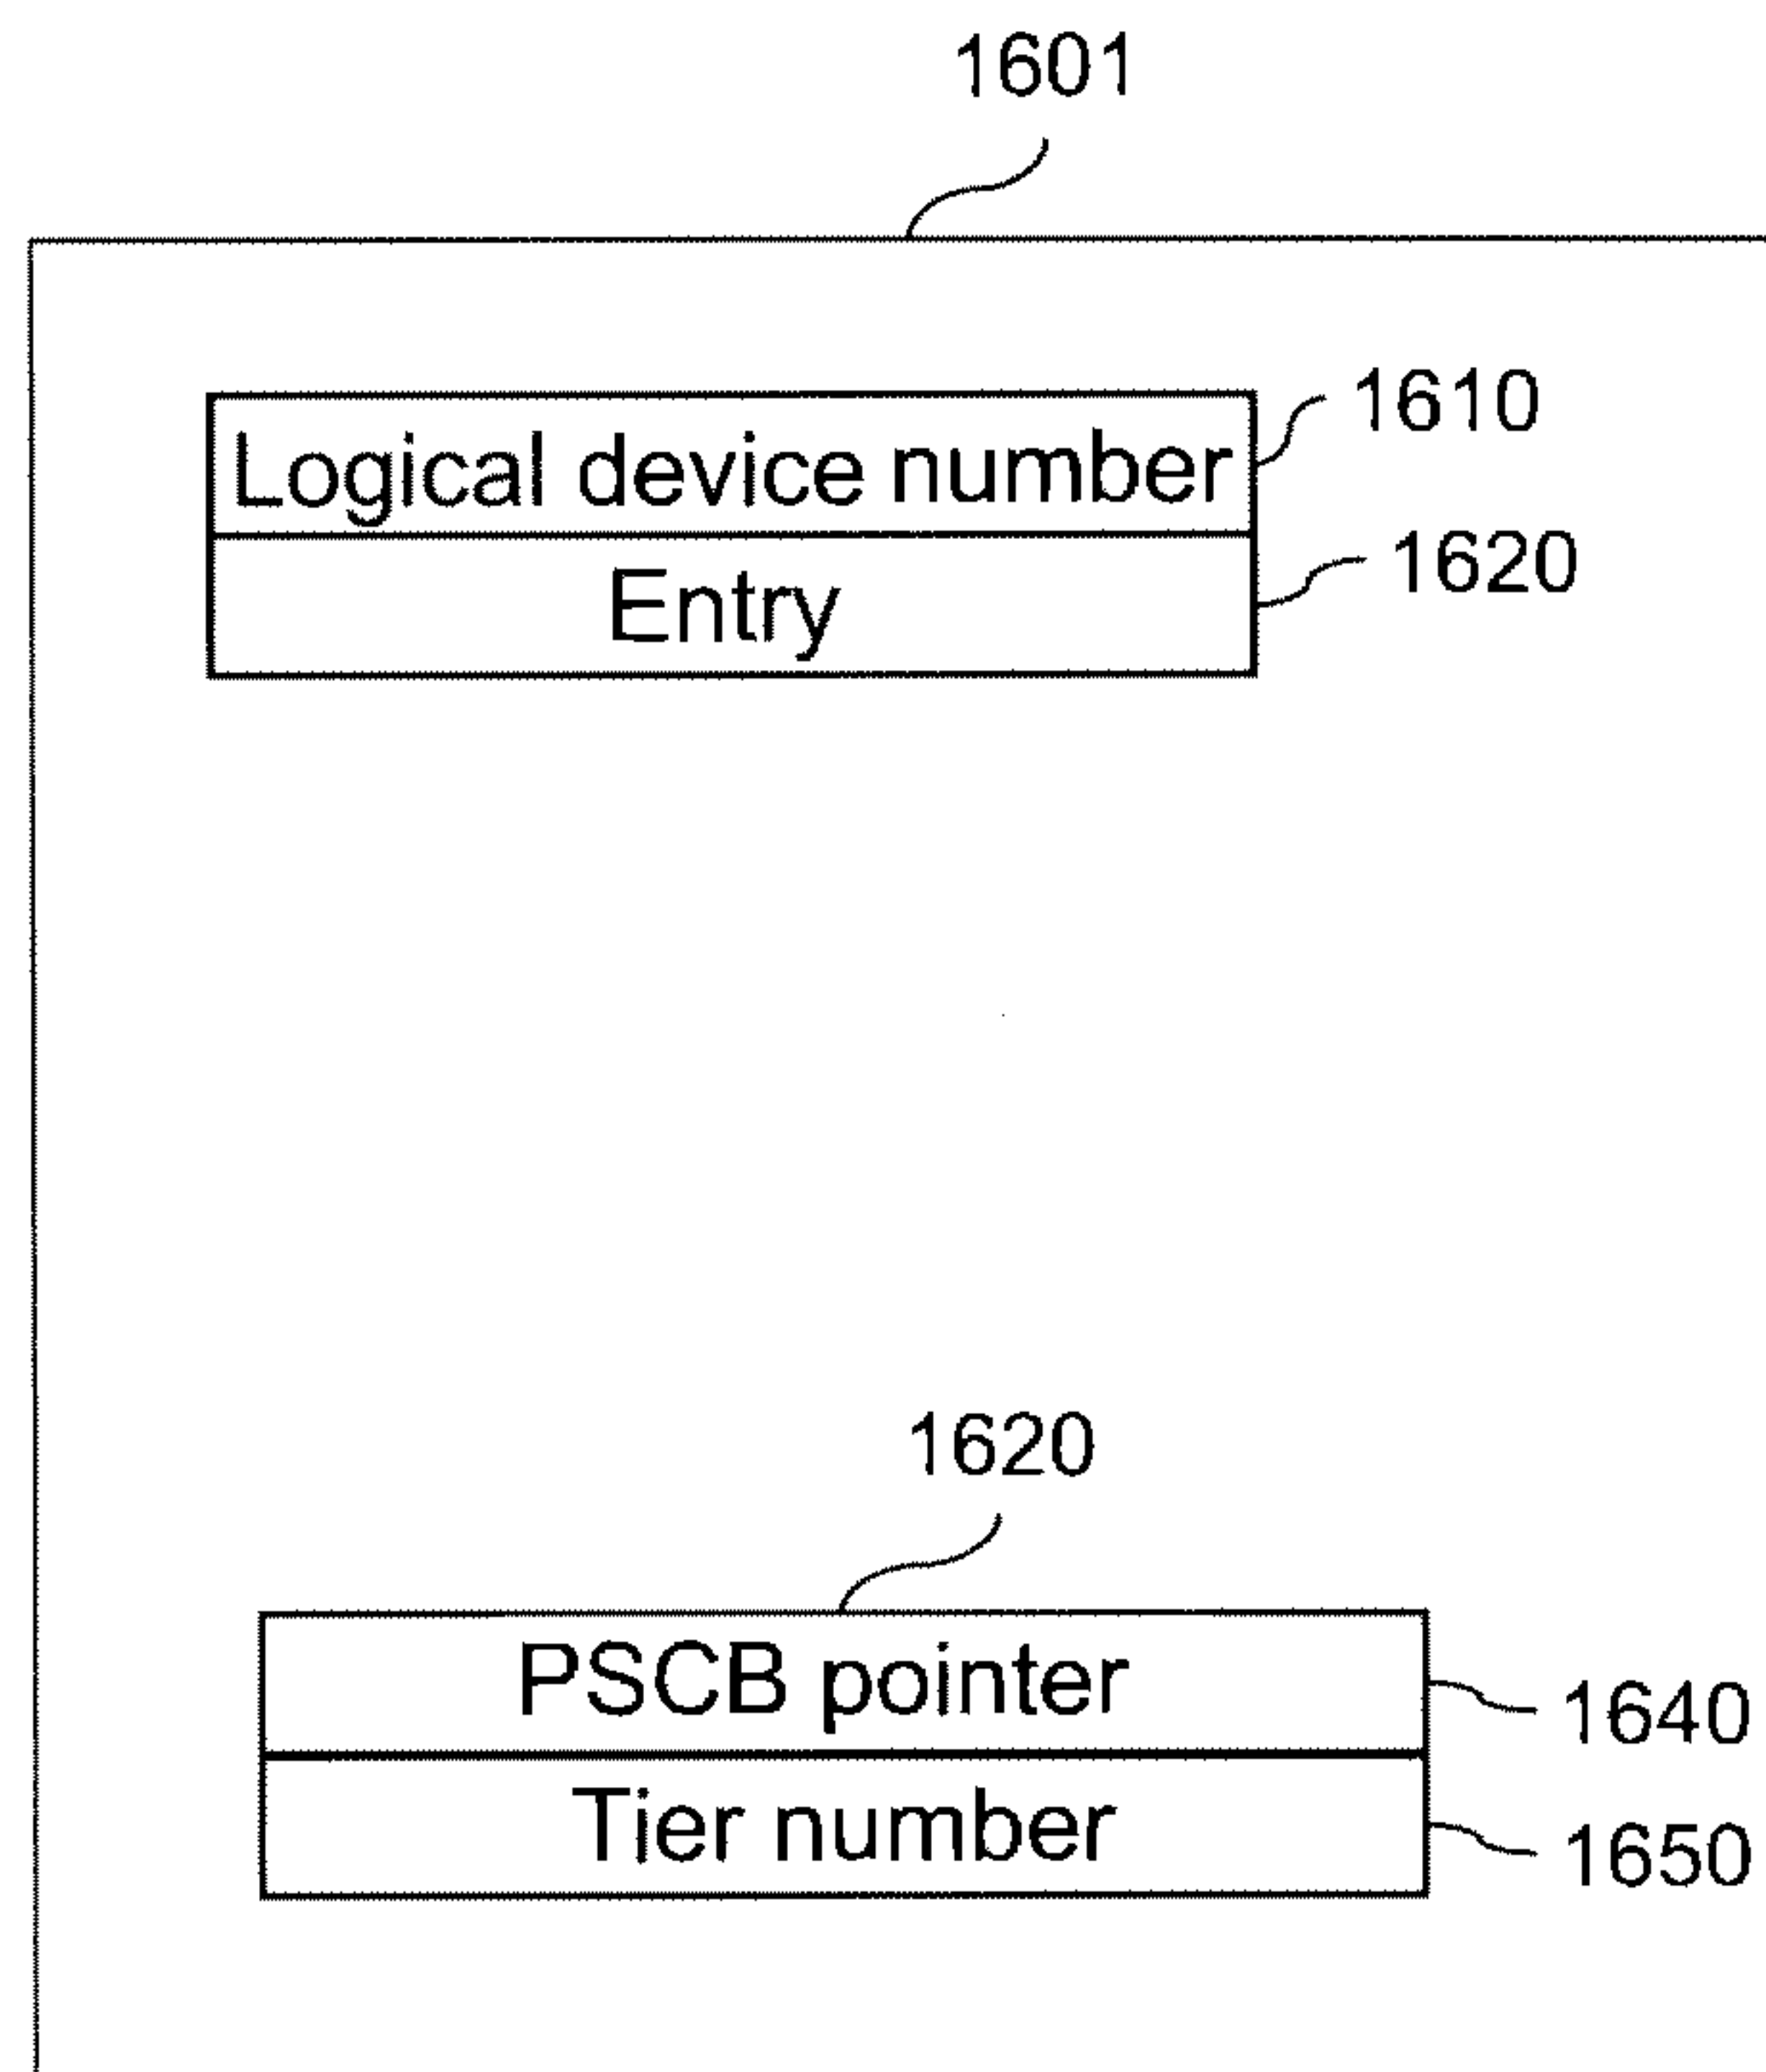 1601
Logical device number 1610
Entry 1620
1620
PSCB pointer 1640
Tier number 1650